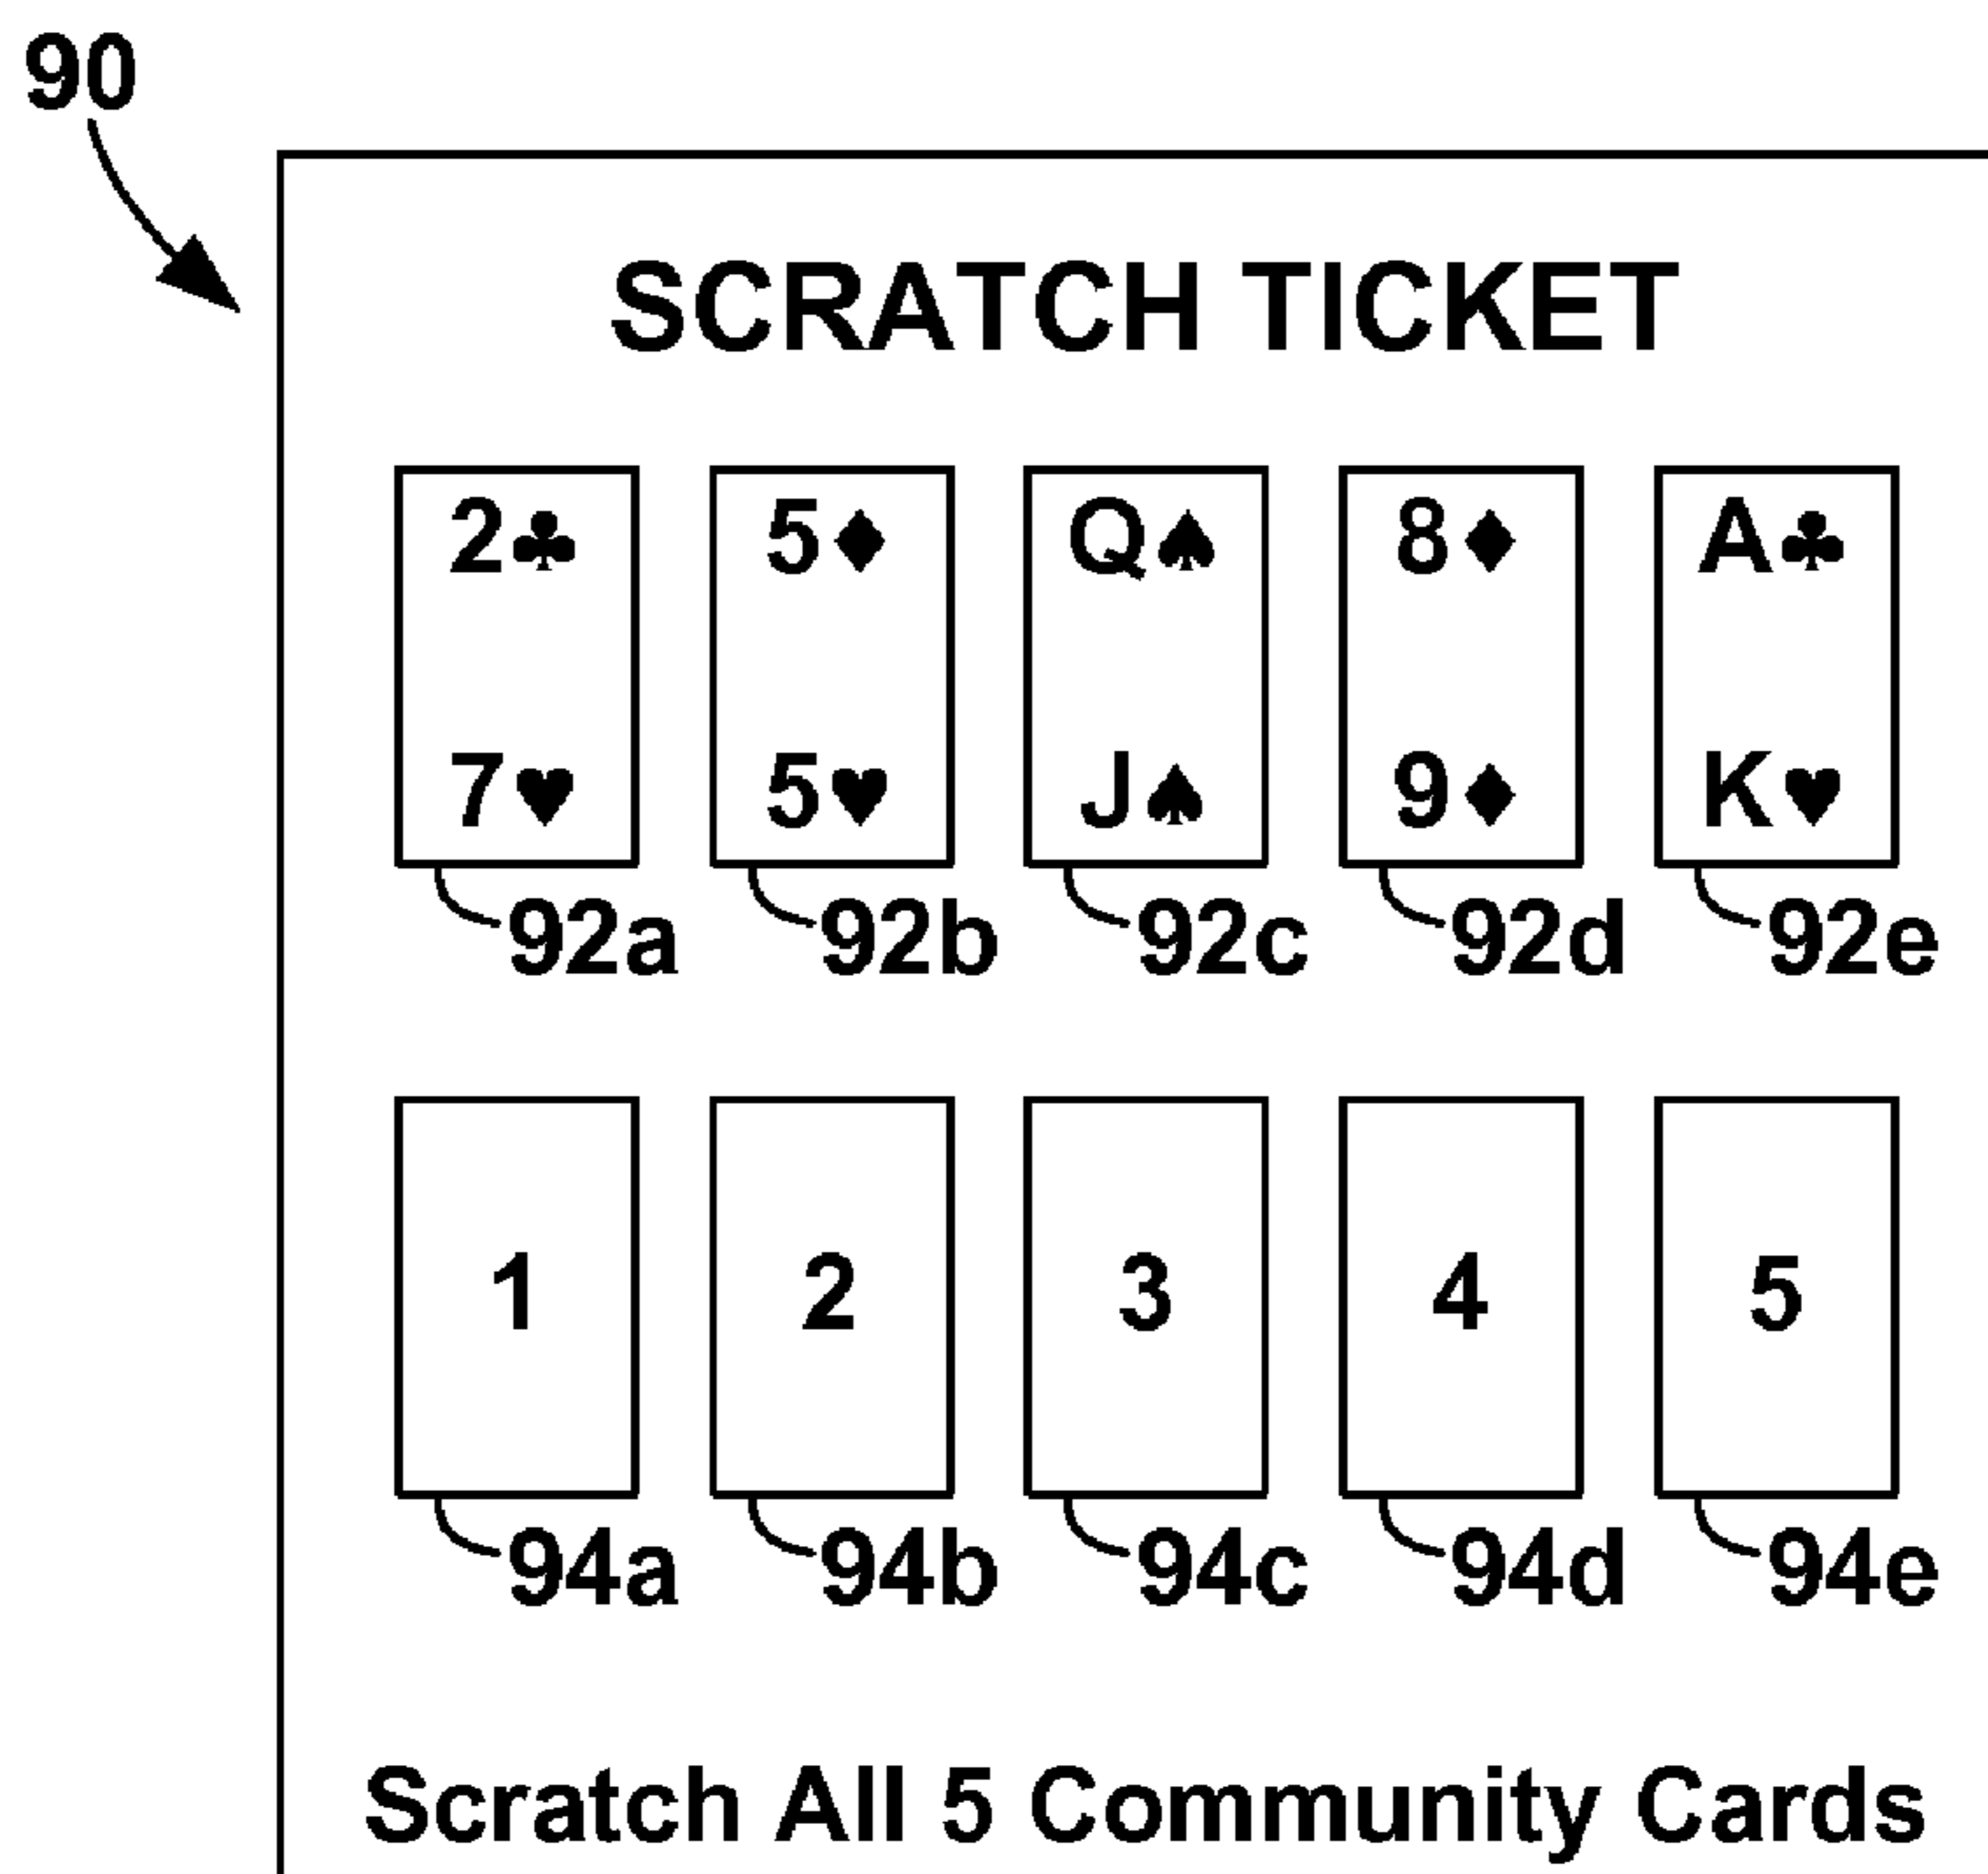 90
SCRATCH TICKET
2♣ 5♦ Q♠ 8♦ A♣
7♥ 5♥ J♠ 9♦ K♥
92a 92b 92c 92d 92e
1 2 3 4 5
94a 94b 94c 94d 94e
Scratch All 5 Community Cards